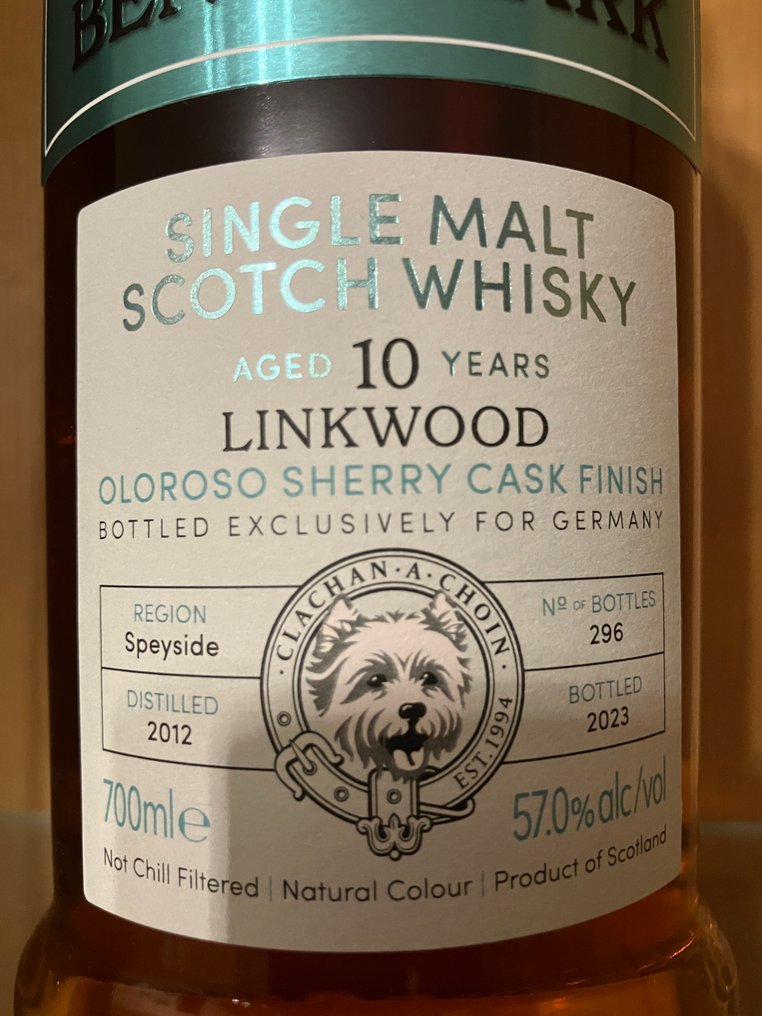 SINGLE MALT
SCOTCH WHISKY
AGED 10 YEARS
LINKWOOD
OLOROSO SHERRY CASK FINISH
BOTTLED EXCLUSIVELY FOR GERMANY
CLACHAN·A·CHOIN
EST.1994
REGION
Speyside
DISTILLED
2012
Nº OF BOTTLES
296
BOTTLED
2023
700ml e
57.0% alc/vol
Not Chill Filtered | Natural Colour | Product of Scotland